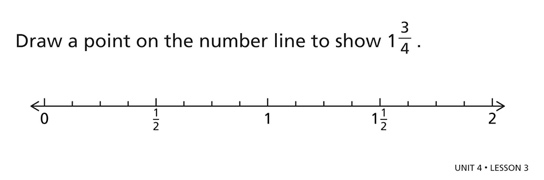 Draw a point on the number line to show 1 3/4 .
0 1/2 1 1 1/2 2
UNIT 4 • LESSON 3